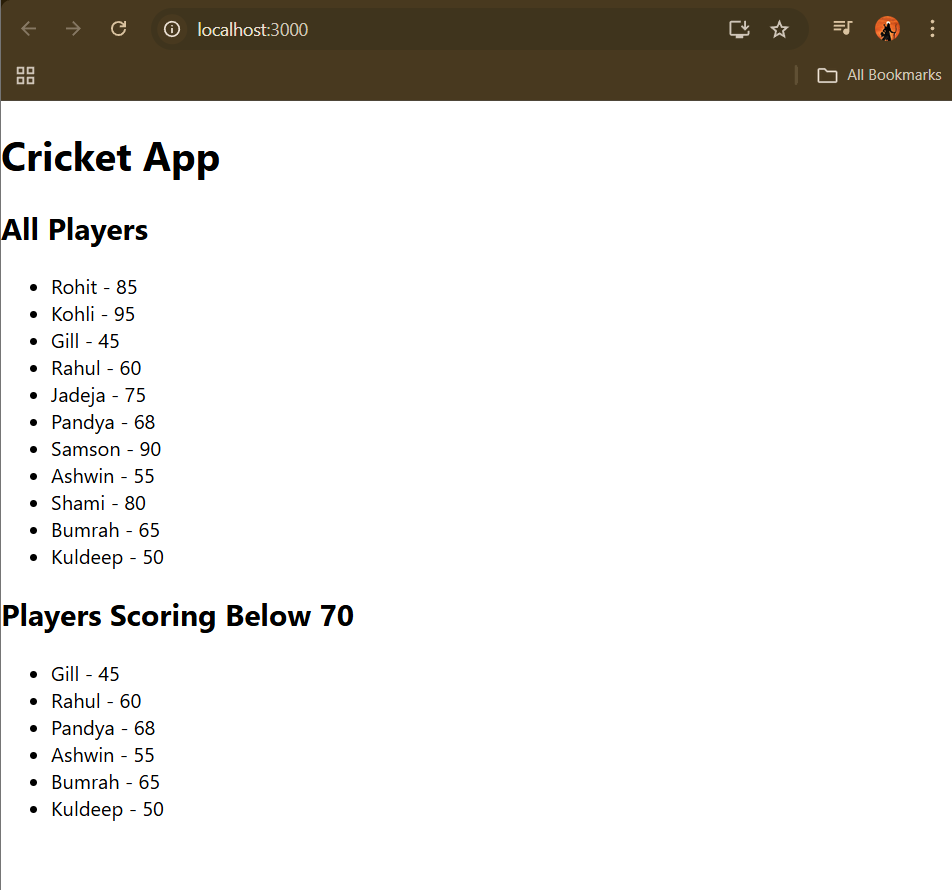 localhost:3000
All Bookmarks
Cricket App
All Players
Rohit - 85
Kohli - 95
Gill - 45
Rahul - 60
Jadeja - 75
Pandya - 68
Samson - 90
Ashwin - 55
Shami - 80
Bumrah - 65
Kuldeep - 50
Players Scoring Below 70
Gill - 45
Rahul - 60
Pandya - 68
Ashwin - 55
Bumrah - 65
Kuldeep - 50